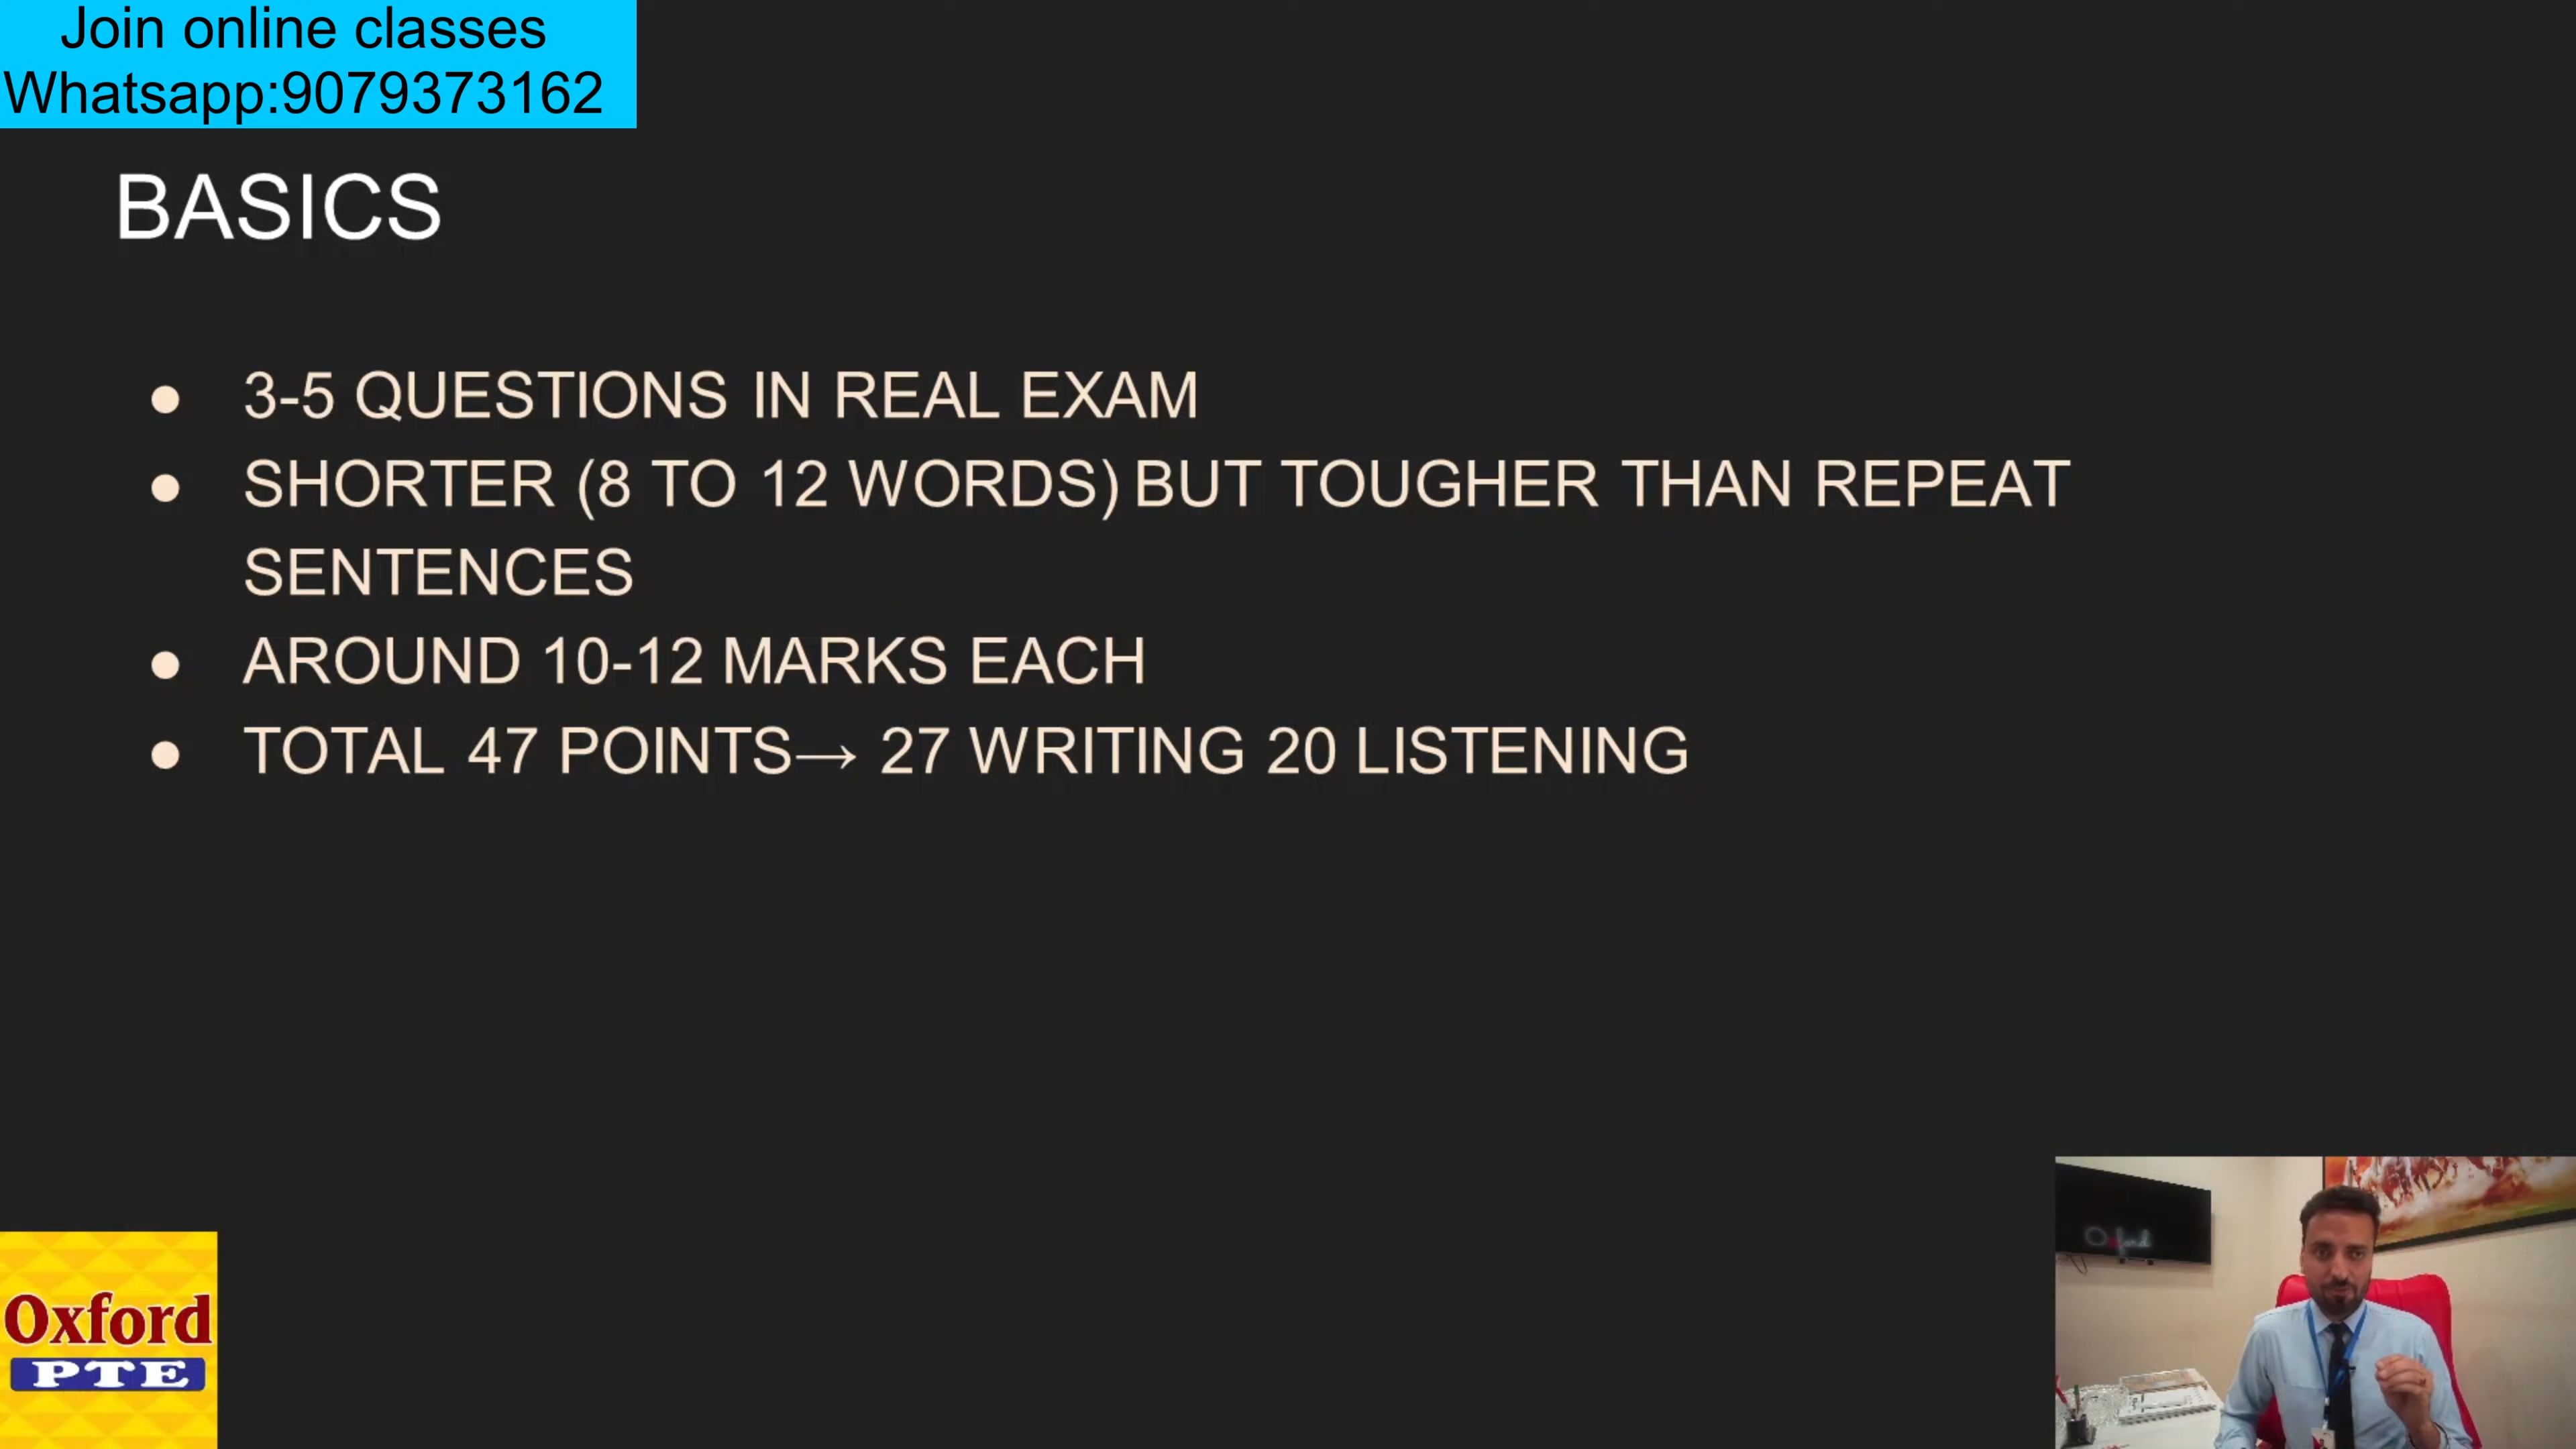 Join online classes
Whatsapp:9079373162
BASICS
● 3-5 QUESTIONS IN REAL EXAM
● SHORTER (8 TO 12 WORDS) BUT TOUGHER THAN REPEAT
SENTENCES
● AROUND 10-12 MARKS EACH
● TOTAL 47 POINTS→ 27 WRITING 20 LISTENING
Oxford
Oxford
PTE